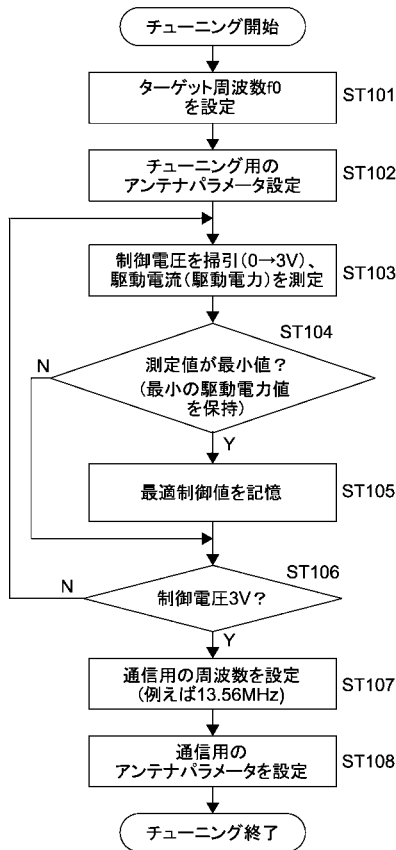 チューニング開始
ターゲット周波数f0
を設定
ST101
チューニング用の
アンテナパラメータ設定
ST102
制御電圧を掃引(0→3V)、
駆動電流(駆動電力)を測定
ST103
ST104
N
測定値が最小値?
(最小の駆動電力値
を保持)
Y
最適制御値を記憶
ST105
ST106
N
制御電圧3V?
Y
通信用の周波数を設定
(例えば13.56MHz)
ST107
通信用の
アンテナパラメータを設定
ST108
チューニング終了